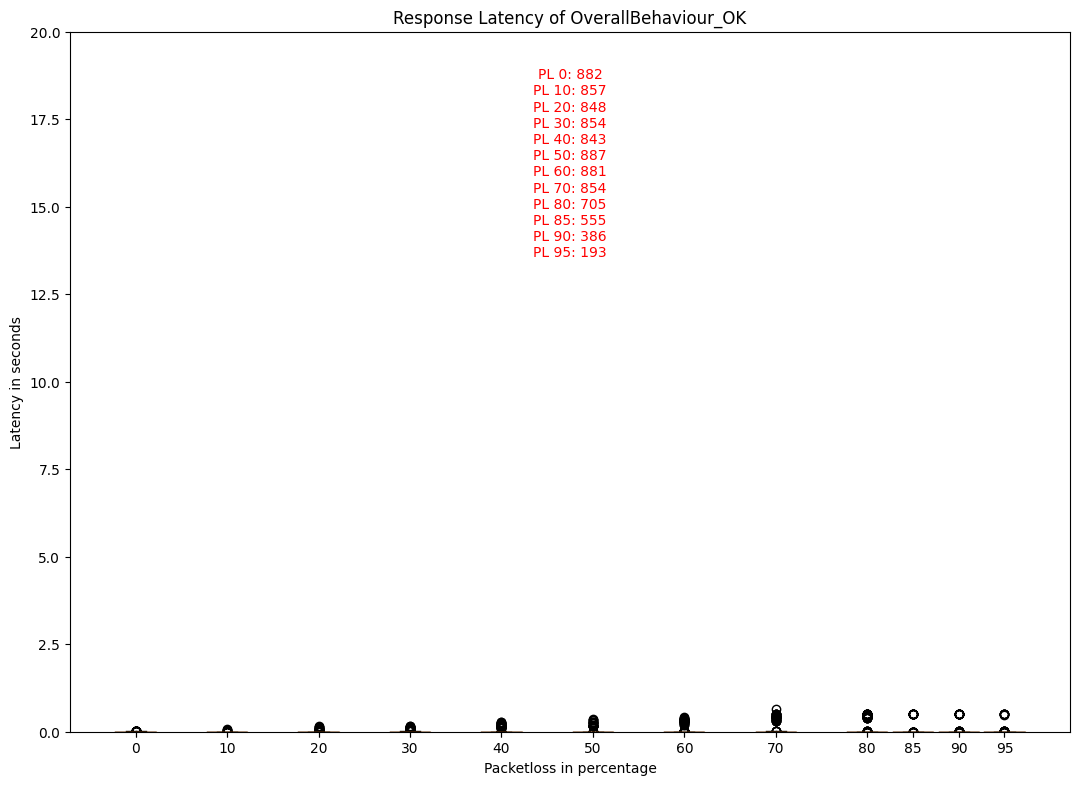 Response Latency of OverallBehaviour_OK
20.0
17.5
15.0
12.5
10.0
7.5
5.0
2.5
0.0
Latency in seconds
PL 0: 882
PL 10: 857
PL 20: 848
PL 30: 854
PL 40: 843
PL 50: 887
PL 60: 881
PL 70: 854
PL 80: 705
PL 85: 555
PL 90: 386
PL 95: 193
0 10 20 30 40 50 60 70 80 85 90 95
Packetloss in percentage